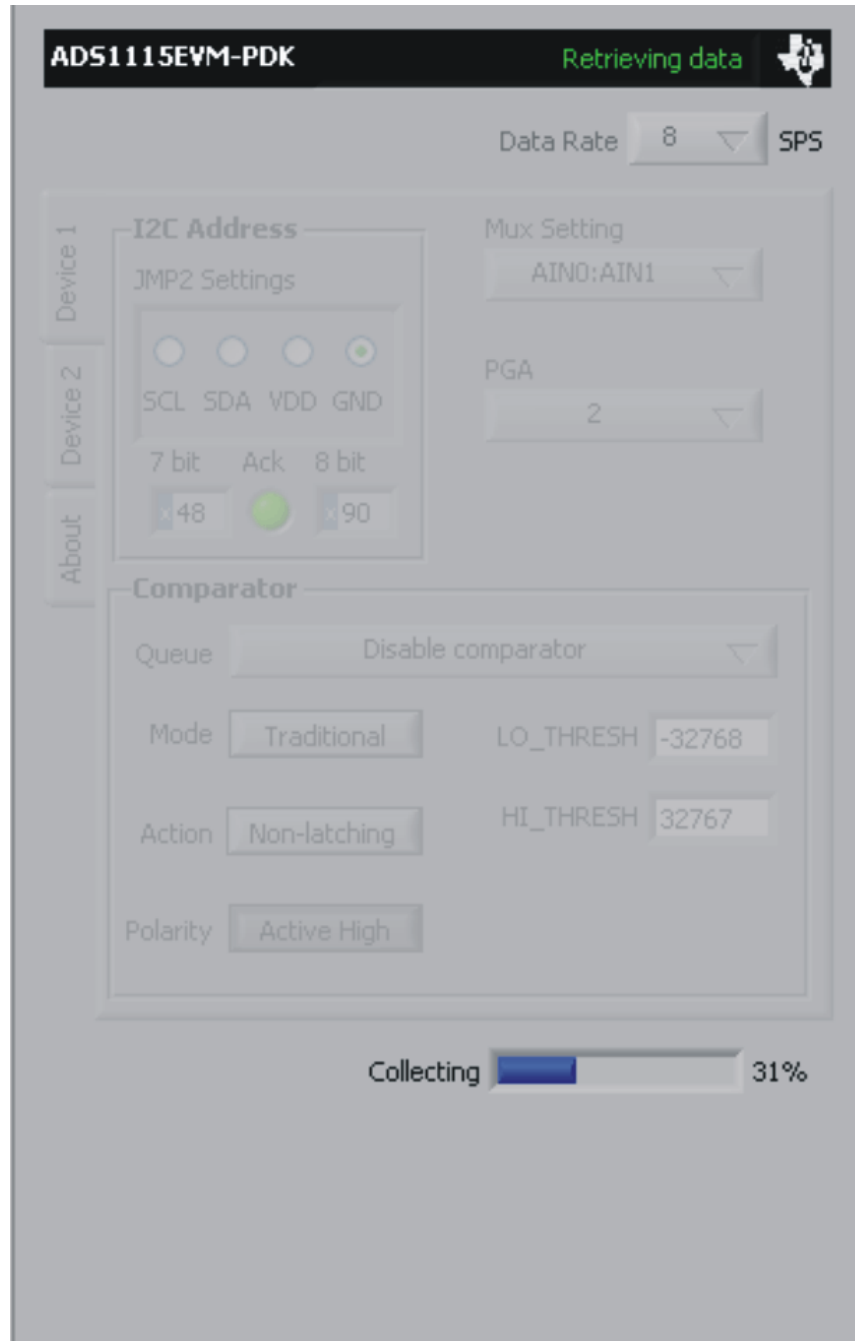 ADS1115EVM-PDK Retrieving data
Data Rate 8 SPS
Device 1
Device 2
About
I2C Address
JMP2 Settings
SCL SDA VDD GND
7 bit Ack 8 bit
x 48 x 90
Mux Setting
AIN0:AIN1
PGA
2
Comparator
Queue Disable comparator
Mode Traditional
LO_THRESH -32768
Action Non-latching
HI_THRESH 32767
Polarity Active High
Collecting 31%